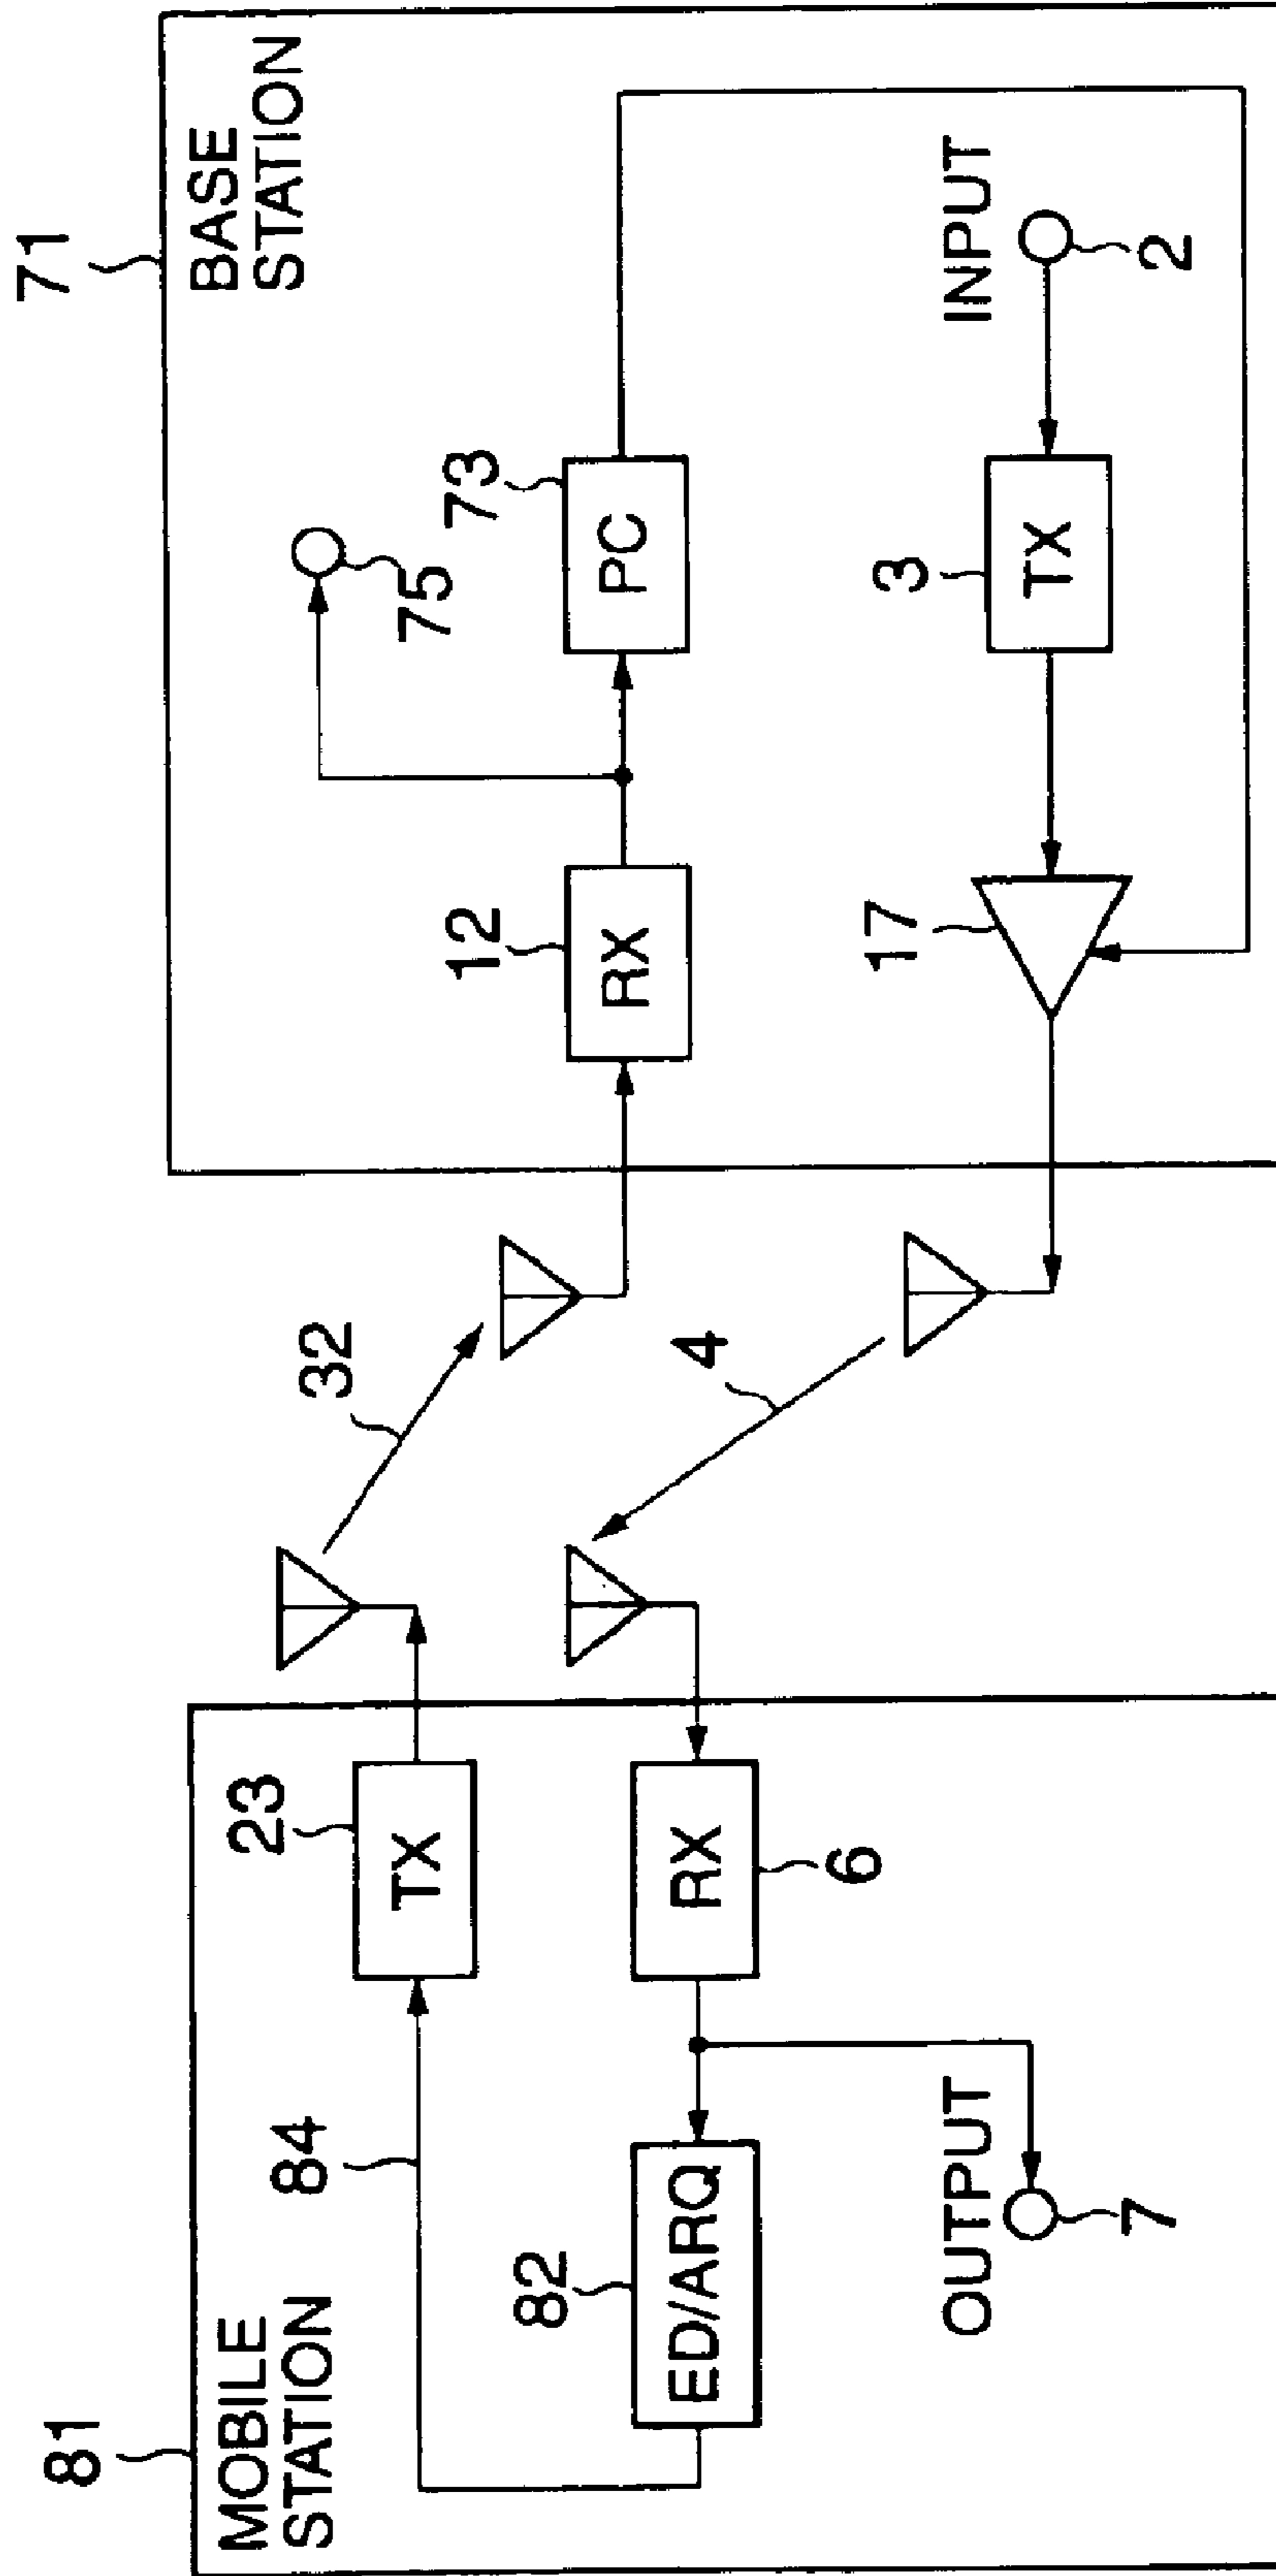 81
MOBILE
STATION
84
23
TX
82
ED/ARQ
RX
6
OUTPUT
7
32
4
71
BASE
STATION
12
RX
75
73
PC
17
3
TX
INPUT
2